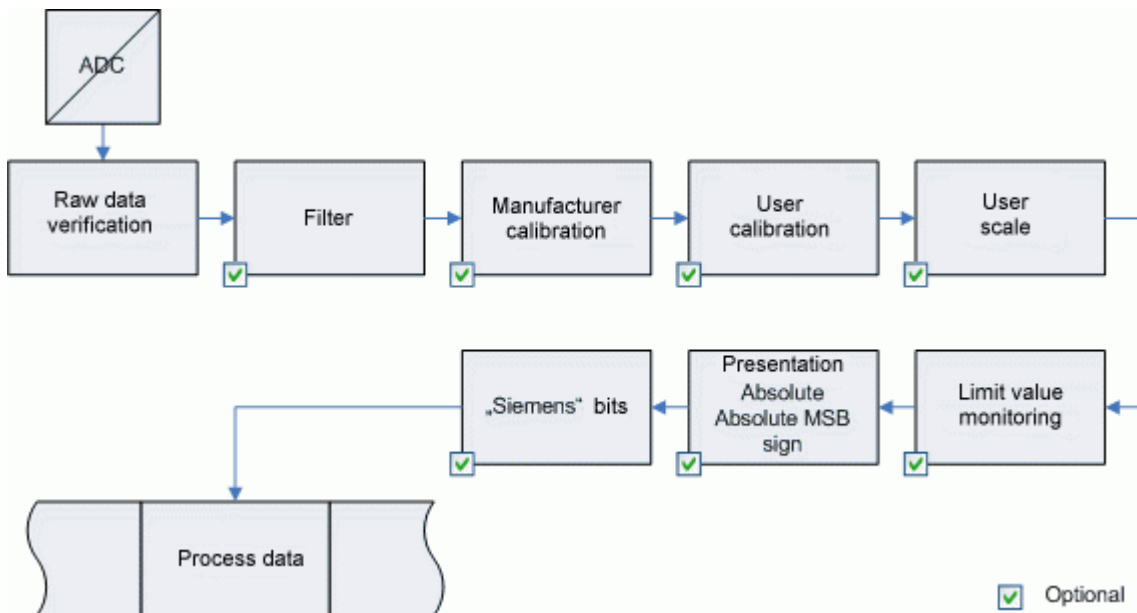 ADC
Raw data
verification
Filter
Manufacturer
calibration
User
calibration
User
scale
Limit value
monitoring
Presentation
Absolute
Absolute MSB
sign
„Siemens“ bits
Process data
Optional